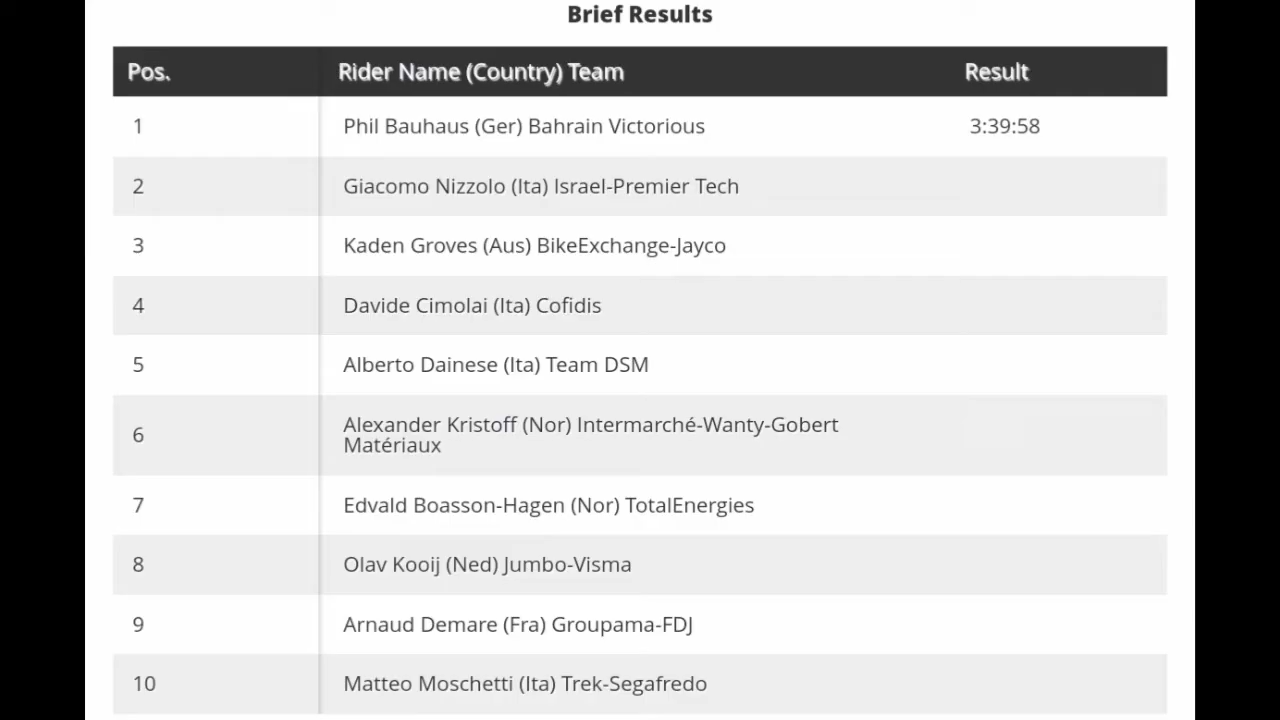 Brief Results
Pos. Rider Name (Country) Team Result
1 Phil Bauhaus (Ger) Bahrain Victorious 3:39:58
2 Giacomo Nizzolo (Ita) Israel-Premier Tech
3 Kaden Groves (Aus) BikeExchange-Jayco
4 Davide Cimolai (Ita) Cofidis
5 Alberto Dainese (Ita) Team DSM
6 Alexander Kristoff (Nor) Intermarché-Wanty-Gobert
Matériaux
7 Edvald Boasson-Hagen (Nor) TotalEnergies
8 Olav Kooij (Ned) Jumbo-Visma
9 Arnaud Demare (Fra) Groupama-FDJ
10 Matteo Moschetti (Ita) Trek-Segafredo